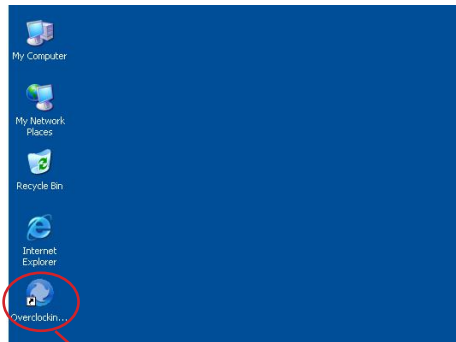 My Computer
My Network
Places
Recycle Bin
Internet
Explorer
Overclockin...